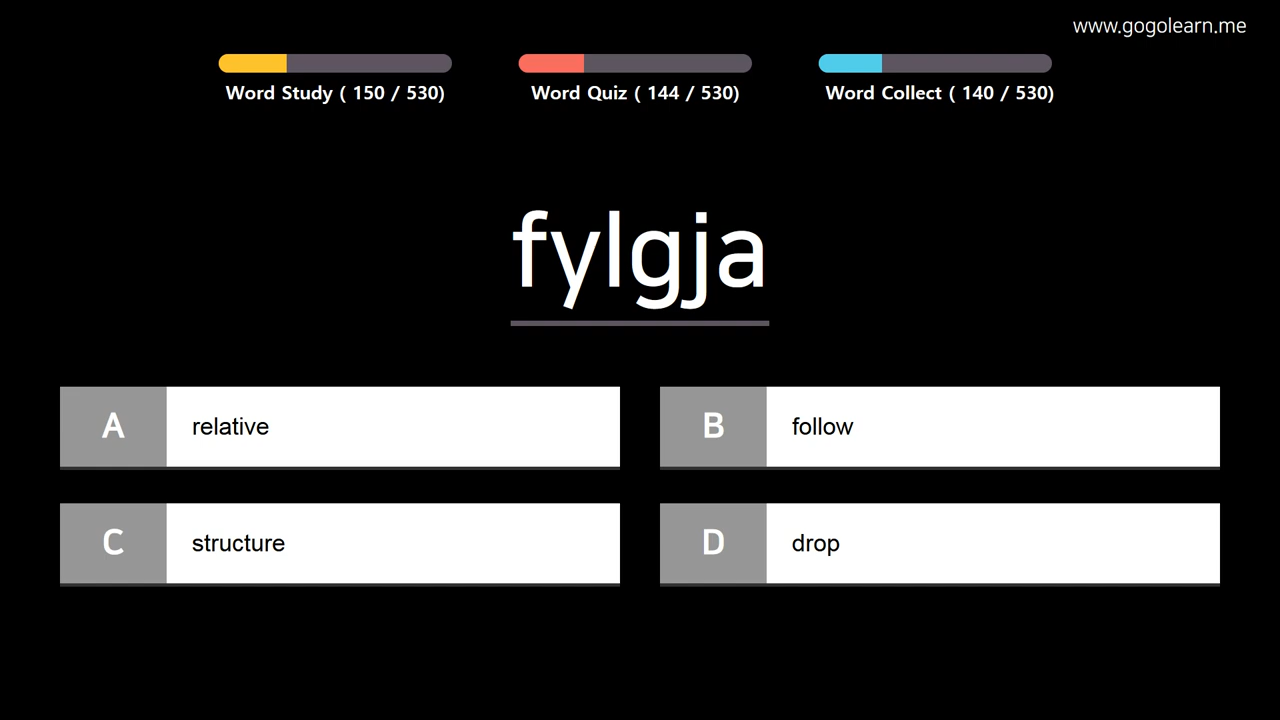 www.gogolearn.me
Word Study ( 150 / 530)
Word Quiz ( 144 / 530)
Word Collect ( 140 / 530)
fylgja
A relative
B follow
C structure
D drop